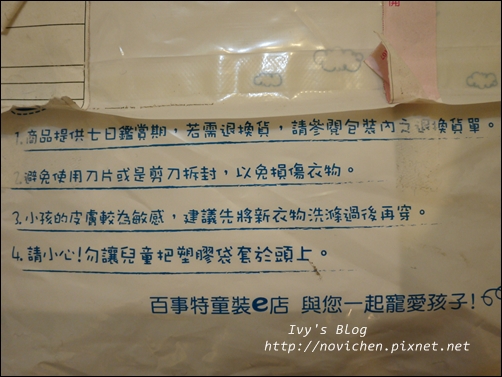 1.商品提供七日鑑賞期，若需退換貨，請參閱包裝內之退換貨單。
2.避免使用刀片或是剪刀拆封，以免損傷衣物。
3.小孩的皮膚較為敏感，建議先將新衣物洗滌過後再穿。
4.請小心!勿讓兒童把塑膠袋套於頭上。
百事特童裝e店 與您一起寵愛孩子!
Ivy's Blog
http://novichen.pixnet.net